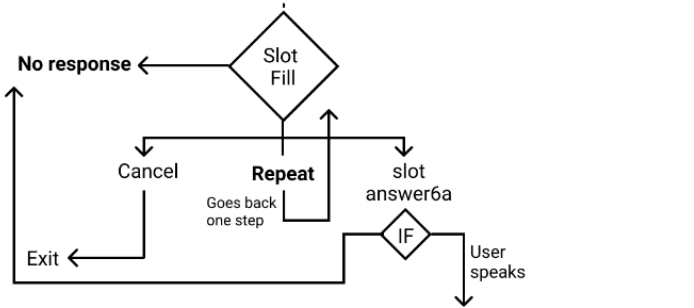 Slot
Fill
No response
Cancel
Repeat
slot
answer6a
Goes back
one step
IF
Exit
User
speaks